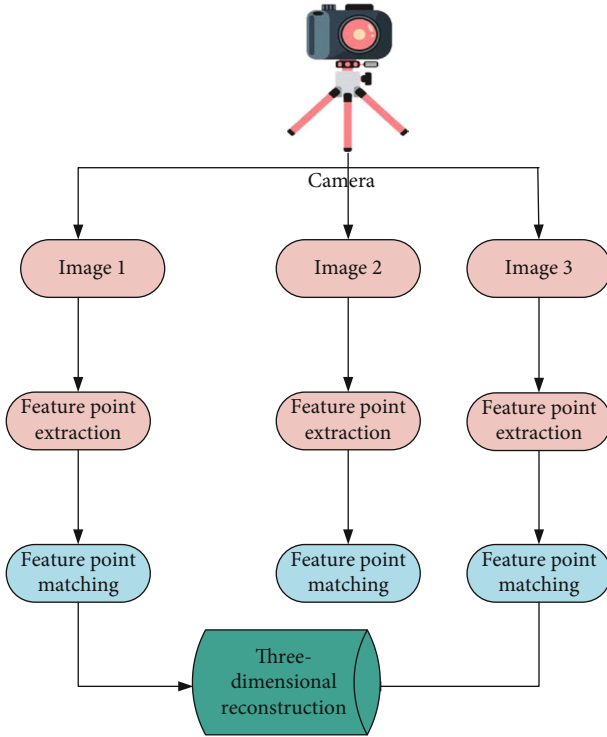 Camera
Image 1
Image 2
Image 3
Feature point
extraction
Feature point
extraction
Feature point
extraction
Feature point
matching
Feature point
matching
Feature point
matching
Three-
dimensional
reconstruction